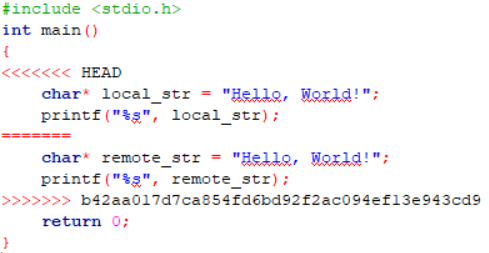 #include <stdio.h>
int main()
{
<<<<<<< HEAD
    char* local_str = "Hello, World!";
    printf("%s", local_str);
=======
    char* remote_str = "Hello, World!";
    printf("%s", remote_str);
>>>>>>> b42aa017d7ca854fd6bd92f2ac094ef13e943cd9
    return 0;
}